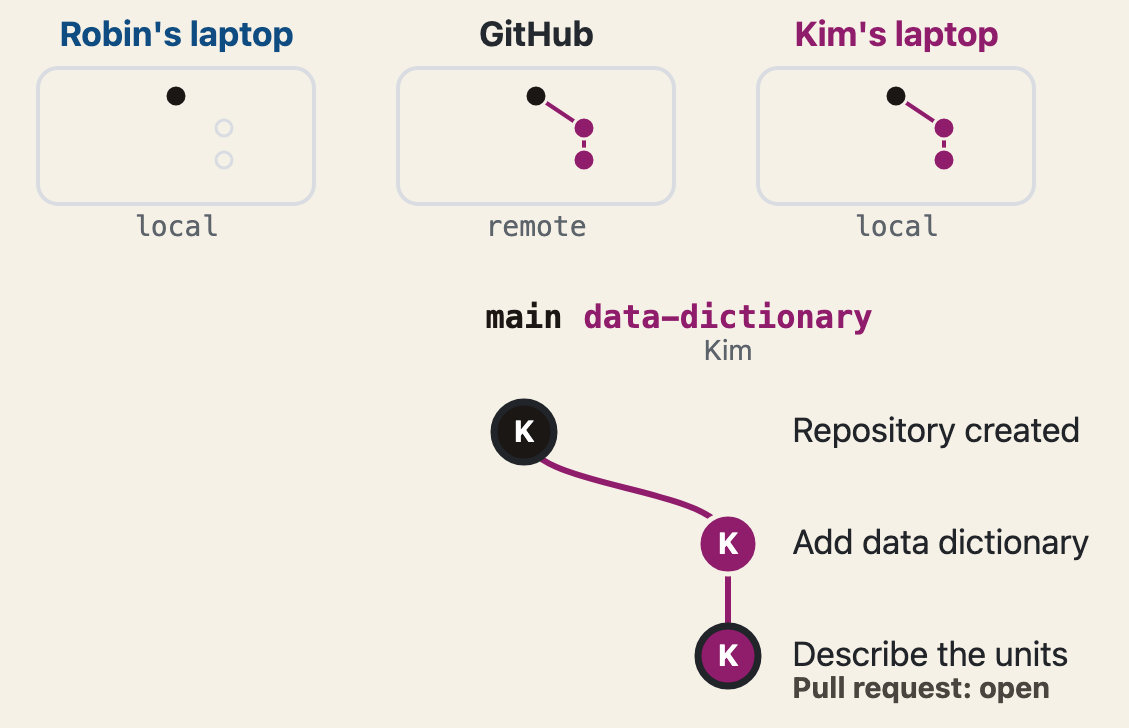 Robin's laptop
GitHub
Kim's laptop
local
remote
local
main data-dictionary
Kim
K
Repository created
K
Add data dictionary
K
Describe the units
Pull request: open